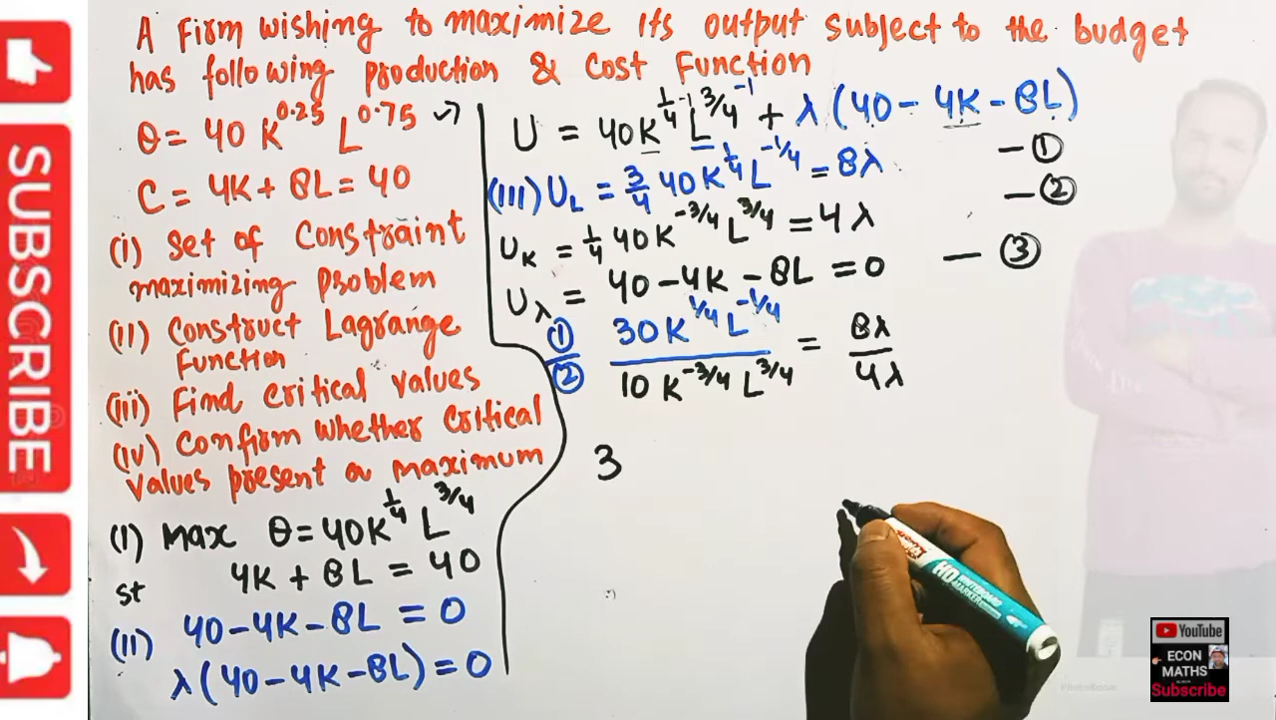 A Firm wishing to maximize its output subject to the budget
has following production & Cost Function
θ = 40 K^0.25 L^0.75
C = 4K + 8L = 40
(i) Set of Constraint
maximizing problem
(ii) Construct Lagrange
Function
(iii) Find critical values
(iv) Confirm whether Critical
values present a maximum
(I) Max θ = 40K^1/4 L^3/4
st 4K + 8L = 40
(II) 40-4K-8L = 0
λ(40-4K-8L) = 0
U = 40K^1/4-1 L^3/4-1 + λ(40-4K-8L)
(III) U_L = 3/4 40K^1/4 L^-1/4 = 8λ —①
U_K = 1/4 40K^-3/4 L^3/4 = 4λ —②
U_λ = 40-4K-8L = 0 —③
①/② 30K^1/4 L^-1/4 / 10K^-3/4 L^3/4 = 8λ/4λ
3
SUBSCRIBE
YouTube
ECON
MATHS
Subscribe